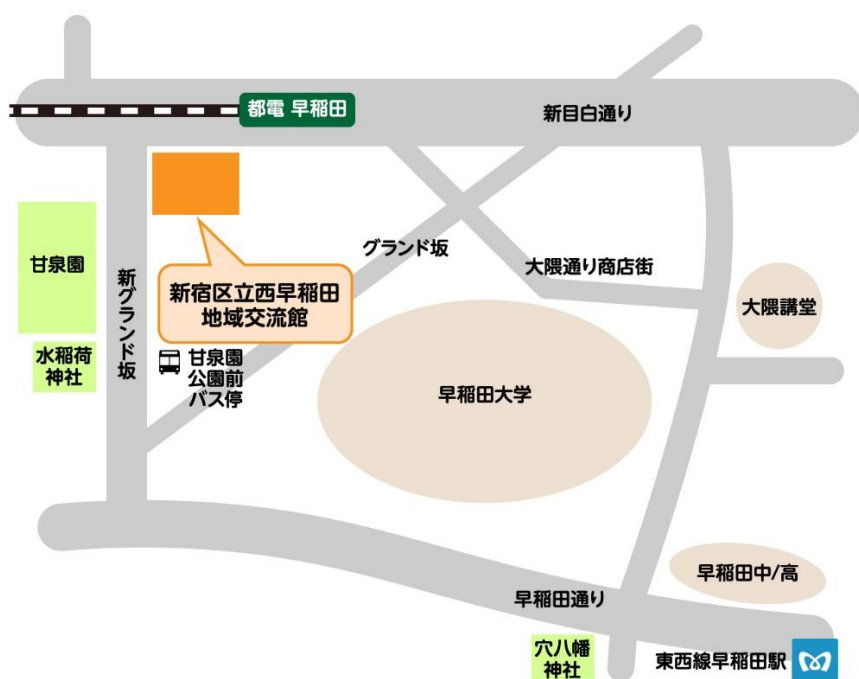 都電 早稲田
新目白通り
甘泉園
新グランド坂
グランド坂
大隈通り商店街
新宿区立西早稲田
地域交流館
大隈講堂
水稲荷
神社
甘泉園
公園前
バス停
早稲田大学
早稲田中/高
早稲田通り
穴八幡
神社
東西線早稲田駅